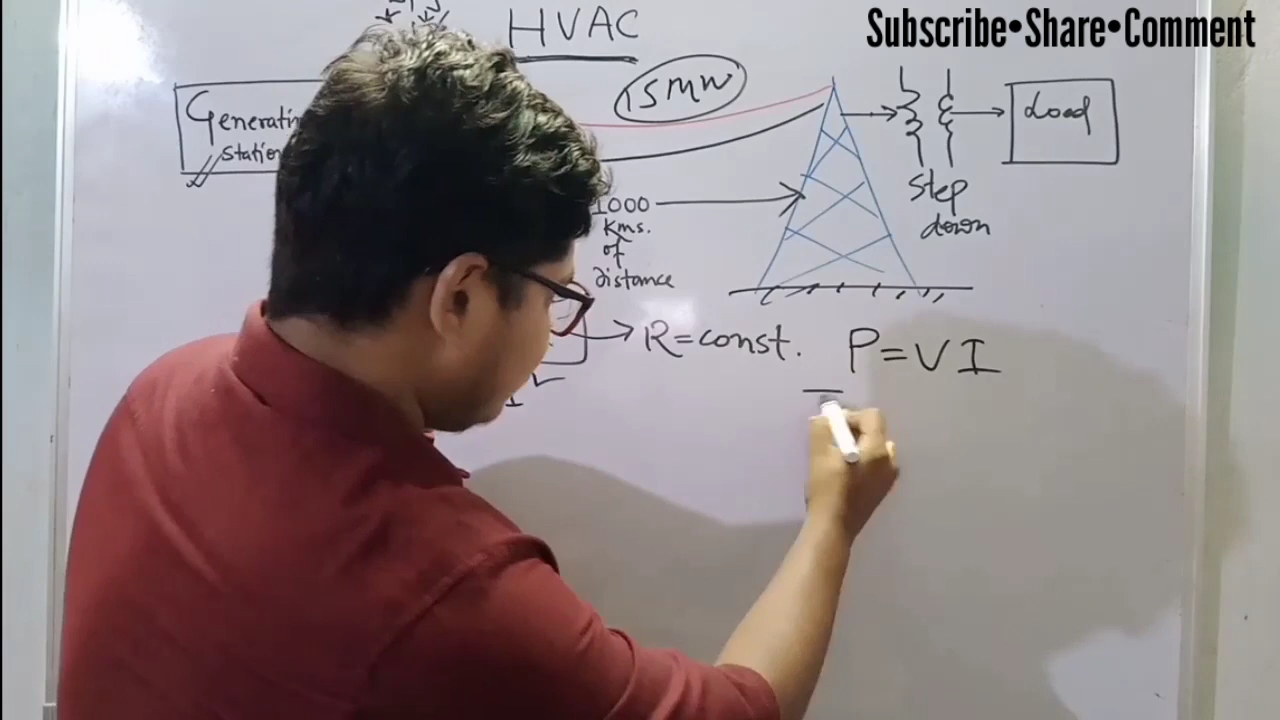 Subscribe•Share•Comment
HVAC
15MW
Generatin
station
Load
step
down
1000
Kms.
of
distance
R=const.
P=VI
I